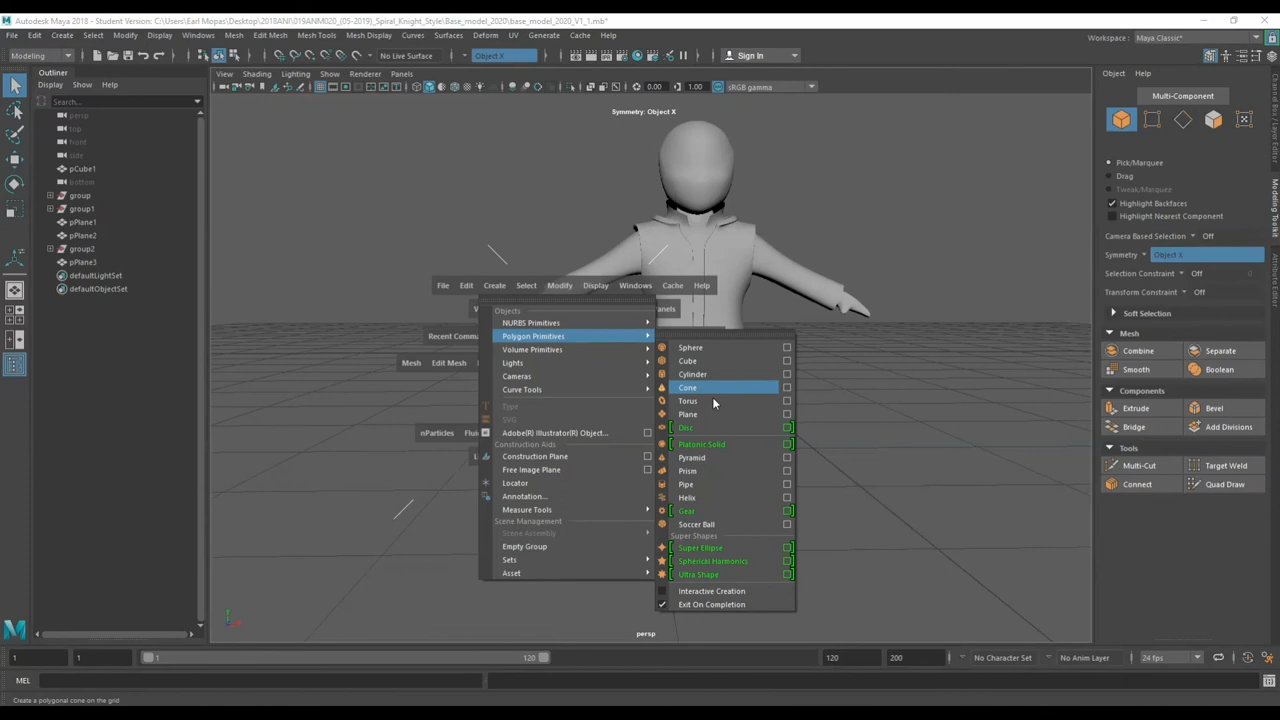 Autodesk Maya 2018 - Student Version: C:\Users\Earl Mopas\Desktop\2018ANI\019ANM020_(05-2019)_Spiral_Knight_Style\Base_model_2020\base_model_2020_V1_1.mb*
File Edit Create Select Modify Display Windows Mesh Edit Mesh Mesh Tools Mesh Display Curves Surfaces Deform UV Generate Cache Help
Workspace : Maya Classic*
Modeling
No Live Surface
Object X
Sign In
Outliner
Display Show Help
Search...
persp
top
front
side
pCube1
bottom
group
group1
pPlane1
pPlane2
group2
pPlane3
defaultLightSet
defaultObjectSet
View Shading Lighting Show Renderer Panels
0.00 1.00 sRGB gamma
Symmetry: Object X
File Edit Create Select Modify Display Windows Cache Help
Recent Comma
Mesh Edit Mesh
nParticles
Objects
NURBS Primitives
Polygon Primitives
Volume Primitives
Lights
Cameras
Curve Tools
Type
SVG
Adobe(R) Illustrator(R) Object...
Construction Aids
Construction Plane
Free Image Plane
Locator
Annotation...
Measure Tools
Scene Management
Scene Assembly
Empty Group
Sets
Asset
Sphere
Cube
Cylinder
Cone
Torus
Plane
Disc
Platonic Solid
Pyramid
Prism
Pipe
Helix
Gear
Soccer Ball
Super Shapes
Super Ellipse
Spherical Harmonics
Ultra Shape
Interactive Creation
Exit On Completion
persp
Object Help
Multi-Component
Pick/Marquee
Drag
Tweak/Marquee
Highlight Backfaces
Highlight Nearest Component
Camera Based Selection Off
Symmetry Object X
Selection Constraint Off
Transform Constraint Off
Soft Selection
Mesh
Combine Separate
Smooth Boolean
Components
Extrude Bevel
Bridge Add Divisions
Tools
Multi-Cut Target Weld
Connect Quad Draw
Channel Box / Layer Editor
Modeling Toolkit
Attribute Editor
1 1 1 120 120 200 No Character Set No Anim Layer 24 fps
MEL
Create a polygonal cone on the grid